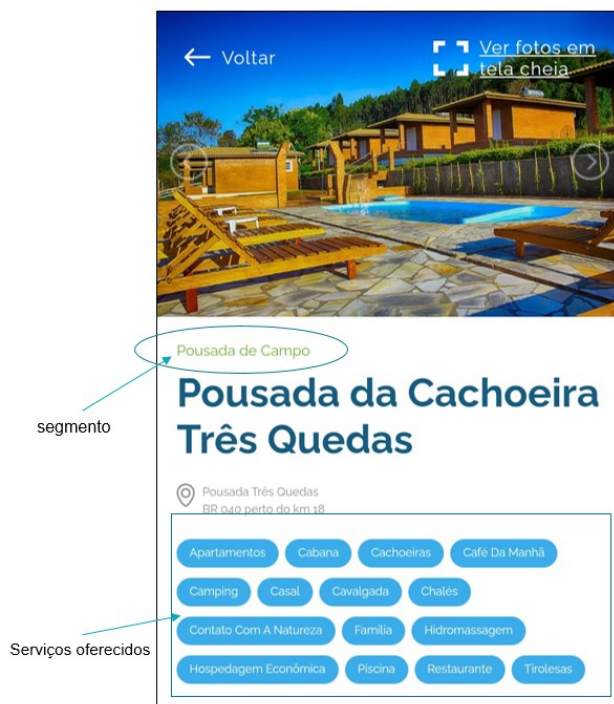 Voltar
Ver fotos em
tela cheia
Pousada de Campo
segmento
Pousada da Cachoeira
Três Quedas
Pousada Três Quedas
BR 040 perto do km 18
Apartamentos Cabana Cachoeiras Café Da Manhã
Camping Casal Cavalgada Chalés
Contato Com A Natureza Família Hidromassagem
Serviços oferecidos
Hospedagem Econômica Piscina Restaurante Tirolesas